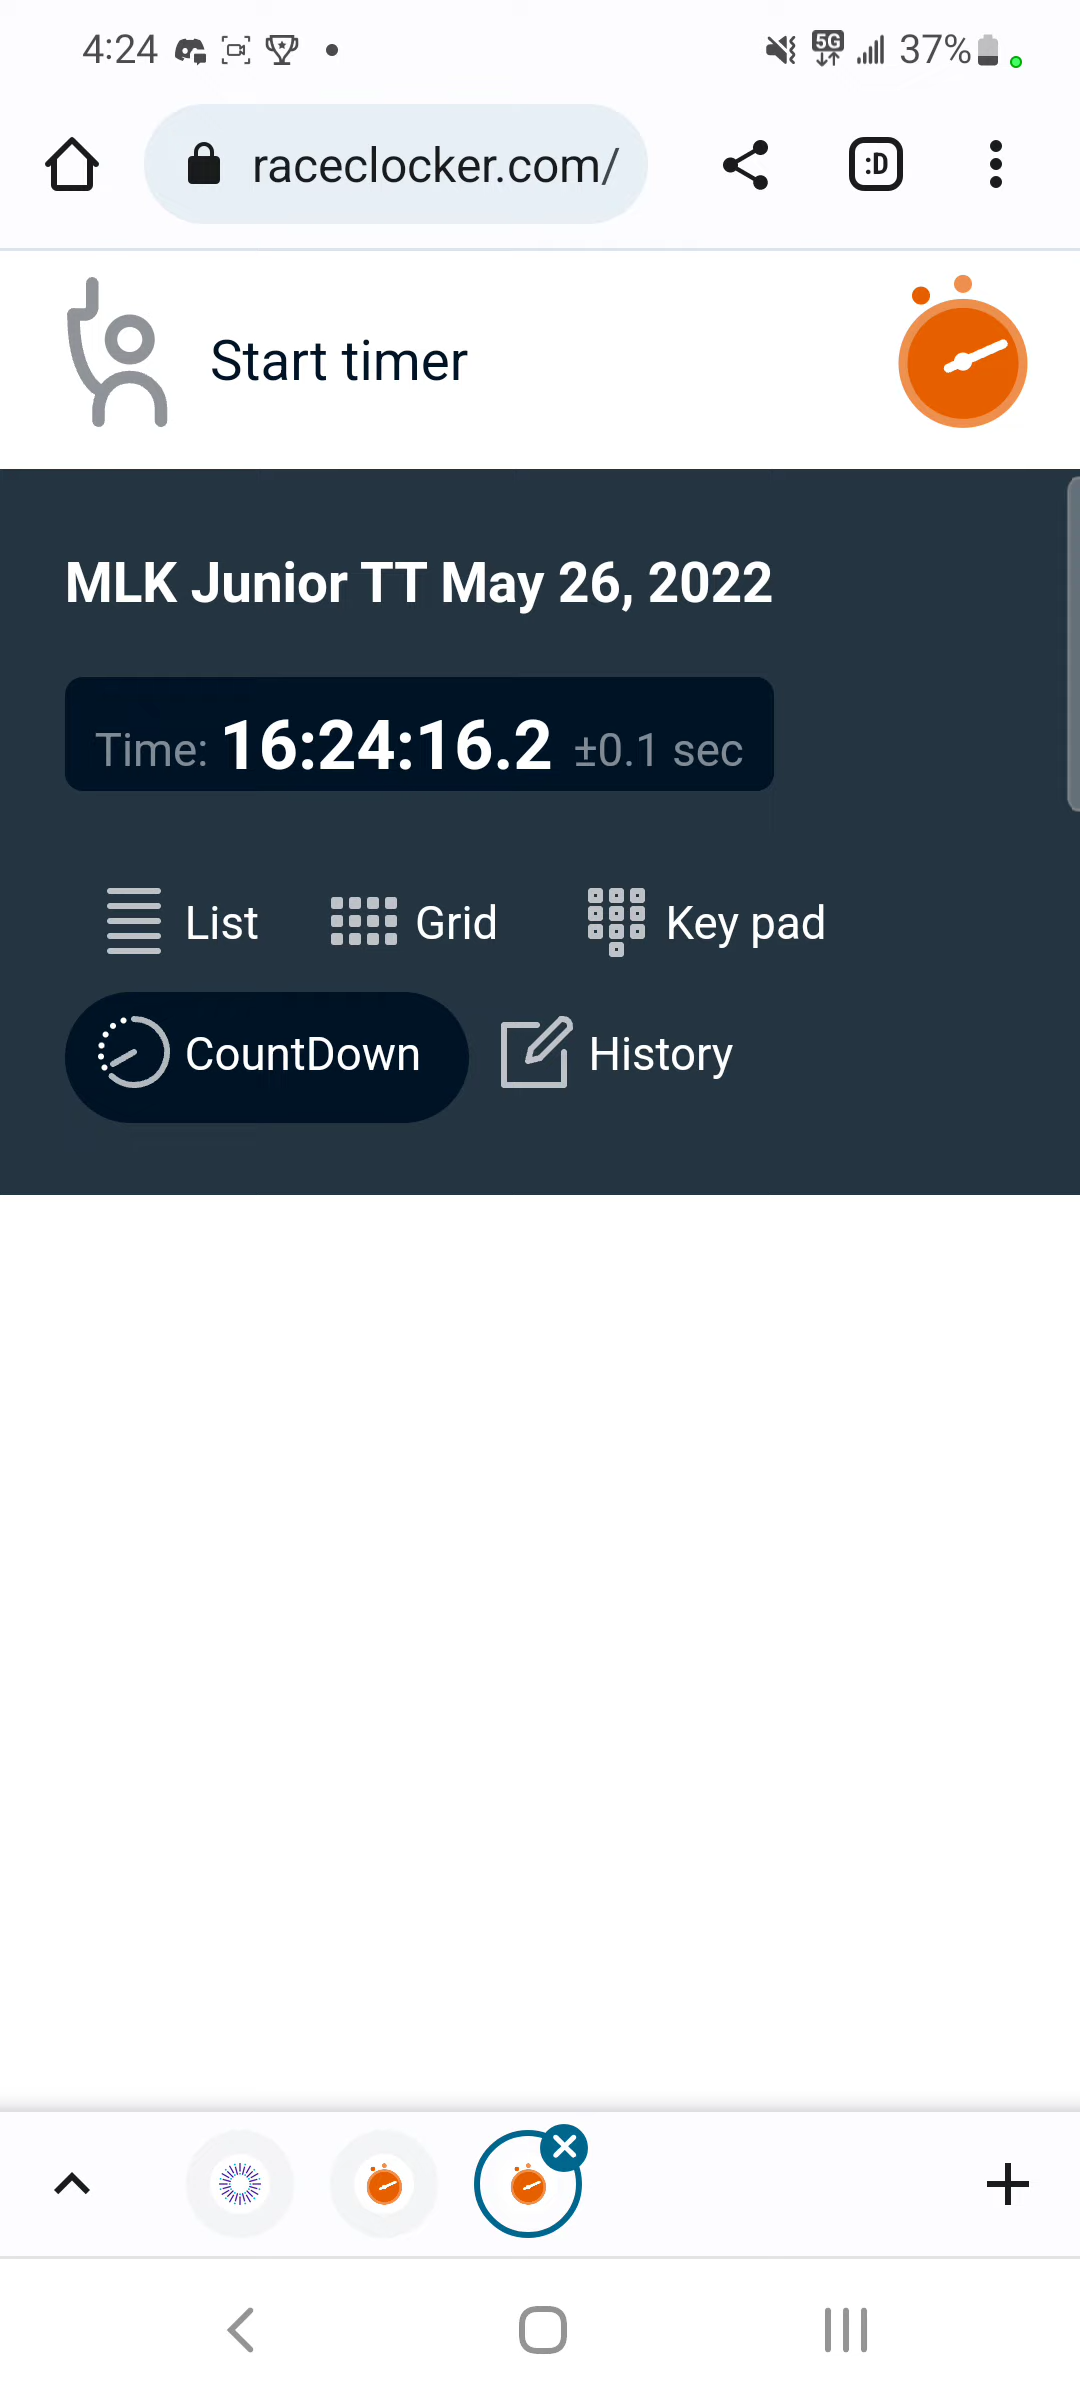 4:24 5G 37%
raceclocker.com/ :D
Start timer
MLK Junior TT May 26, 2022
Time: 16:24:16.2 ±0.1 sec
List Grid Key pad
CountDown History